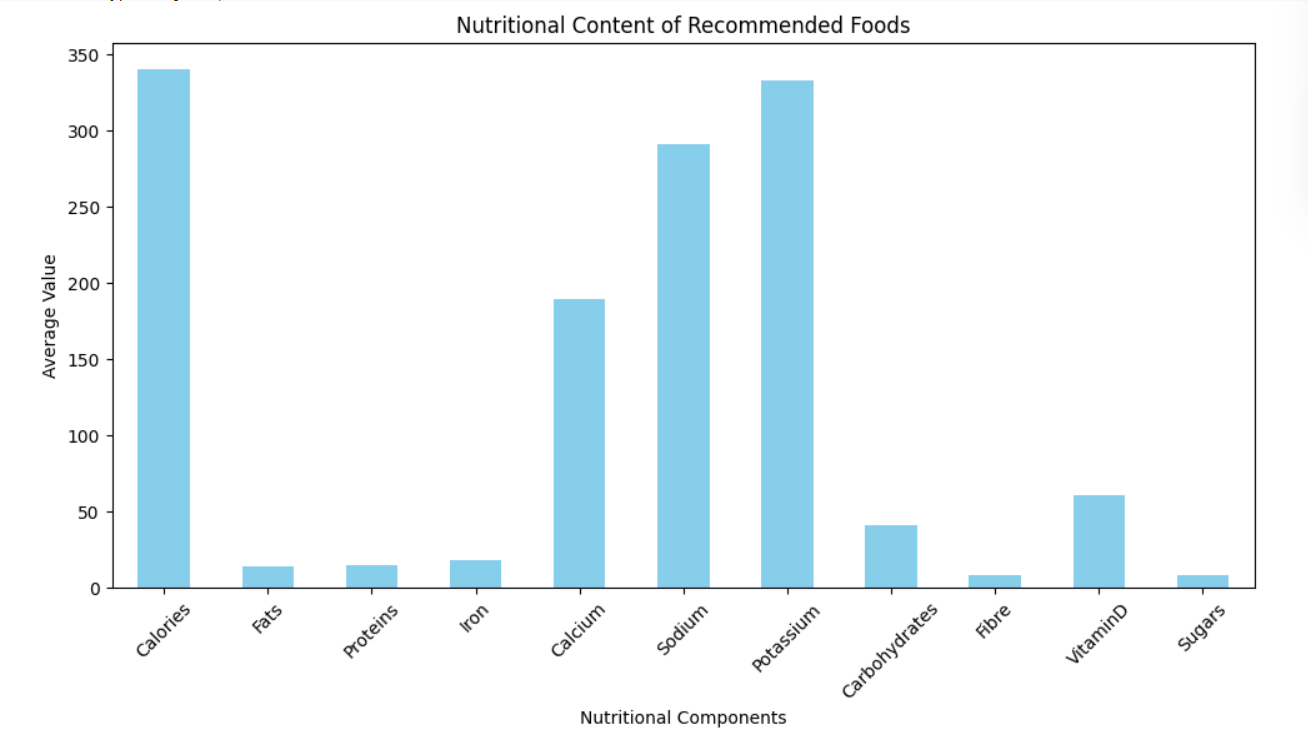 Nutritional Content of Recommended Foods
350
300
250
200
150
100
50
0
Average Value
Calories
Fats
Proteins
Iron
Calcium
Sodium
Potassium
Carbohydrates
Fibre
VitaminD
Sugars
Nutritional Components